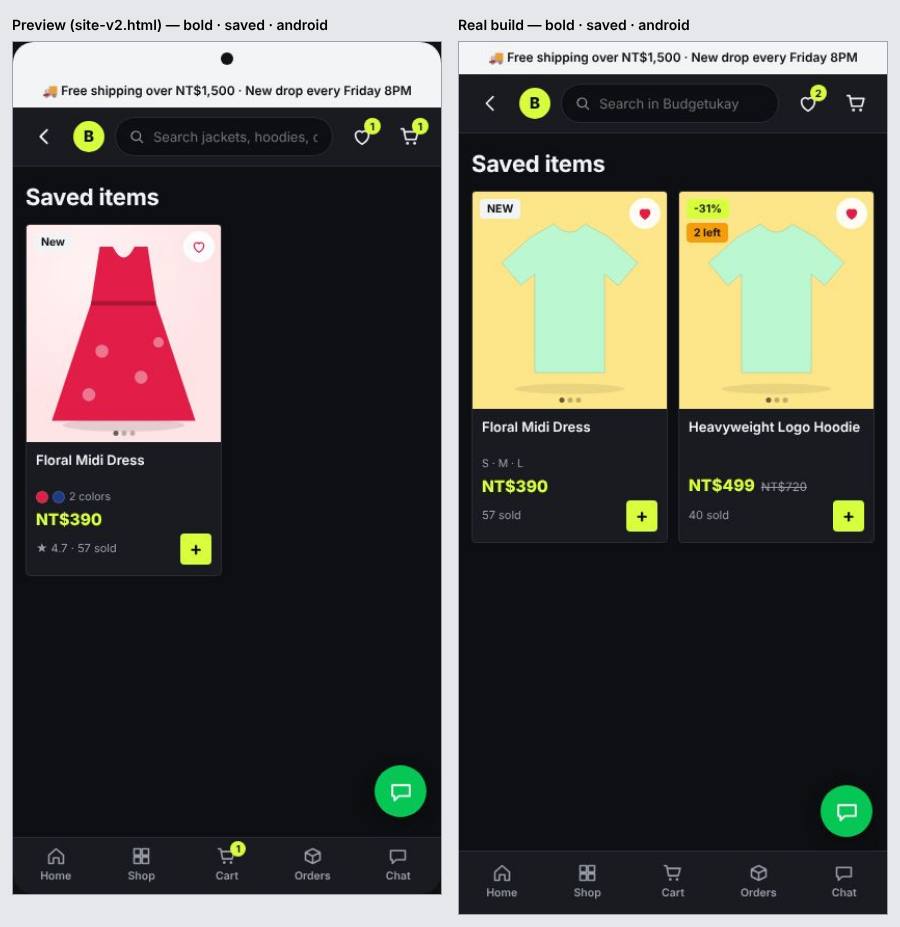 Preview (site-v2.html) — bold · saved · android
🚚 Free shipping over NT$1,500 · New drop every Friday 8PM
B
Search jackets, hoodies, c
1
1
Saved items
New
Floral Midi Dress
2 colors
NT$390
★ 4.7 · 57 sold
+
1
Home
Shop
Cart
Orders
Chat
Real build — bold · saved · android
🚚 Free shipping over NT$1,500 · New drop every Friday 8PM
B
Search in Budgetukay
2
Saved items
NEW
Floral Midi Dress
S · M · L
NT$390
57 sold
+
-31%
2 left
Heavyweight Logo Hoodie
NT$499 NT$720
40 sold
+
Home
Shop
Cart
Orders
Chat